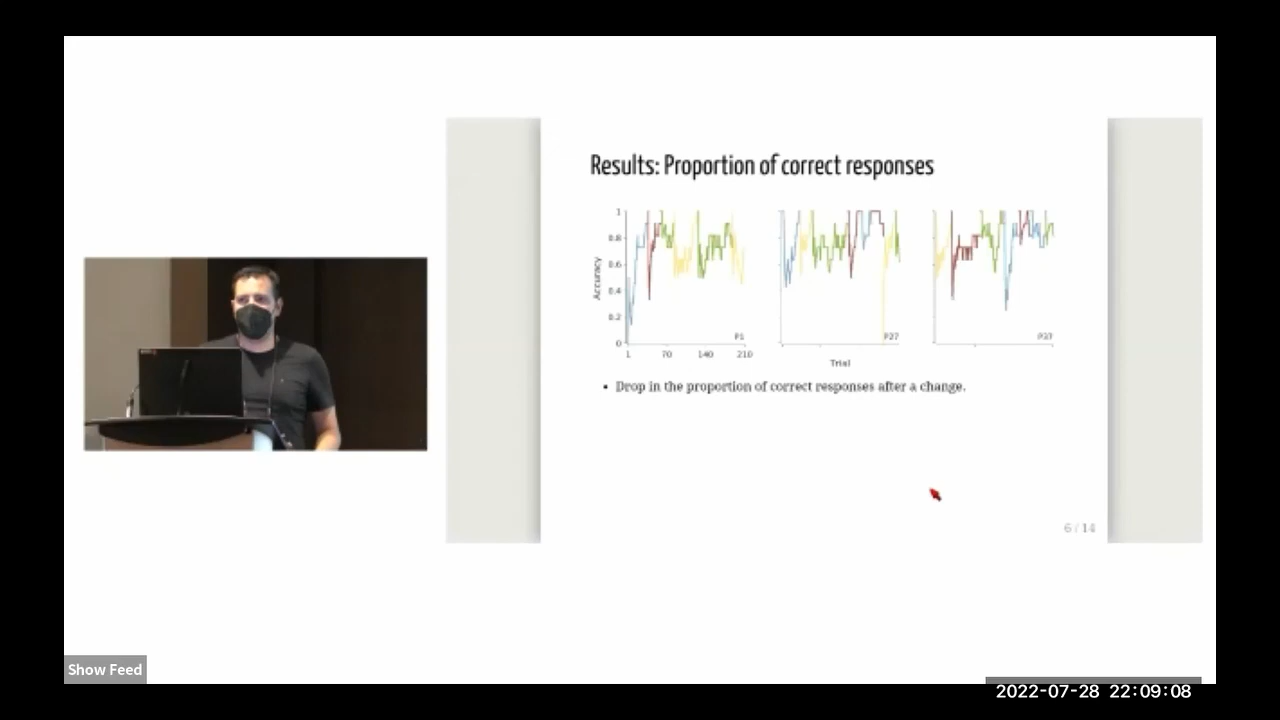 Results: Proportion of correct responses
1
0.8
0.6
0.4
0.2
0
Accuracy
P1
P27
P37
1 70 140 210
Trial
• Drop in the proportion of correct responses after a change.
6 / 14
Show Feed
2022-07-28 22:09:08